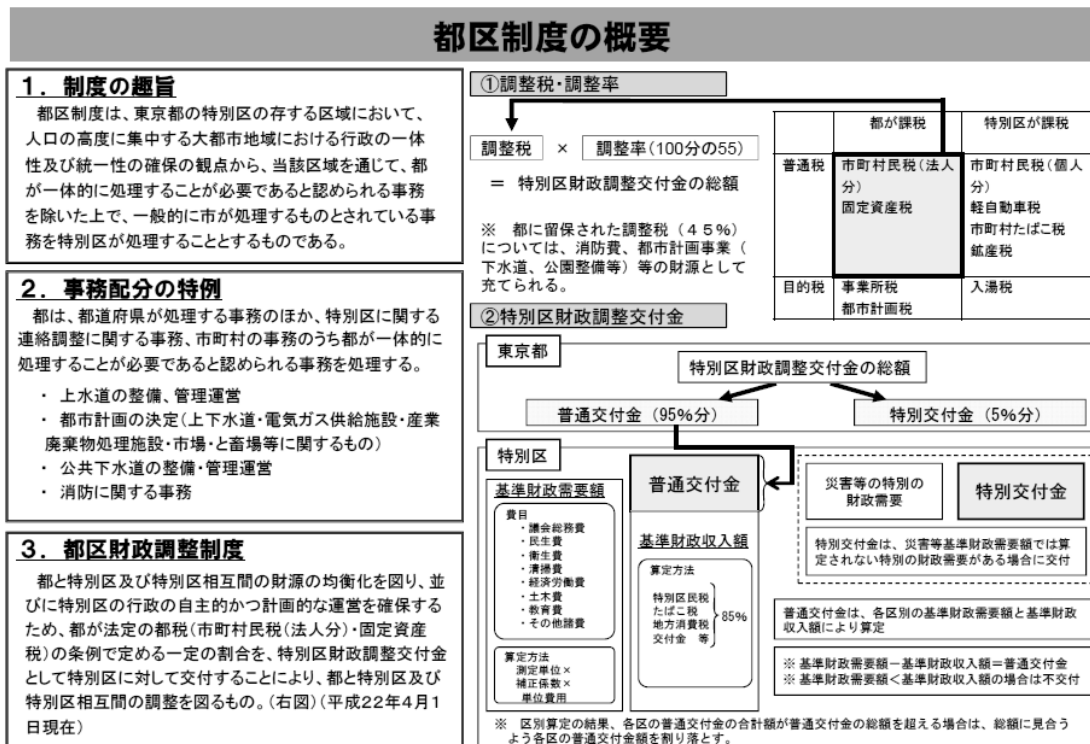 都区制度の概要
１．制度の趣旨
都区制度は、東京都の特別区の存する区域において、
人口の高度に集中する大都市地域における行政の一体
性及び統一性の確保の観点から、当該区域を通じて、都
が一体的に処理することが必要であると認められる事務
を除いた上で、一般的に市が処理するものとされている事
務を特別区が処理することとするものである。
２．事務配分の特例
都は、都道府県が処理する事務のほか、特別区に関する
連絡調整に関する事務、市町村の事務のうち都が一体的に
処理することが必要であると認められる事務を処理する。
・ 上水道の整備、管理運営
・ 都市計画の決定（上下水道・電気ガス供給施設・産業
廃棄物処理施設・市場・と畜場等に関するもの）
・ 公共下水道の整備・管理運営
・ 消防に関する事務
３．都区財政調整制度
都と特別区及び特別区相互間の財源の均衡化を図り、並
びに特別区の行政の自主的かつ計画的な運営を確保する
ため、都が法定の都税（市町村民税（法人分）・固定資産
税）の条例で定める一定の割合を、特別区財政調整交付金
として特別区に対して交付することにより、都と特別区及び
特別区相互間の調整を図るもの。（右図）（平成22年4月1
日現在）
①調整税・調整率
調整税 × 調整率（100分の55）
＝ 特別区財政調整交付金の総額
※ 都に留保された調整税（４５％）
については、消防費、都市計画事業（
下水道、公園整備等）等の財源として
充てられる。
都が課税 特別区が課税
普通税 市町村民税（法人 市町村民税（個人
分） 分）
固定資産税 軽自動車税
市町村たばこ税
鉱産税
目的税 事業所税 入湯税
都市計画税
②特別区財政調整交付金
東京都
特別区財政調整交付金の総額
普通交付金（95％分） 特別交付金（5％分）
特別区
基準財政需要額
費目
・議会総務費
・民生費
・衛生費
・清掃費
・経済労働費
・土木費
・教育費
・その他諸費
算定方法
測定単位×
補正係数×
単位費用
普通交付金
基準財政収入額
算定方法
特別区民税
たばこ税
地方消費税
交付金 等
85％
災害等の特別の
財政需要
特別交付金
特別交付金は、災害等基準財政需要額では算
定されない特別の財政需要がある場合に交付
普通交付金は、各区別の基準財政需要額と基準財政
収入額により算定
※ 基準財政需要額－基準財政収入額＝普通交付金
※ 基準財政需要額＜基準財政収入額の場合は不交付
※ 区別算定の結果、各区の普通交付金の合計額が普通交付金の総額を超える場合は、総額に見合う
よう各区の普通交付金額を割り落とす。